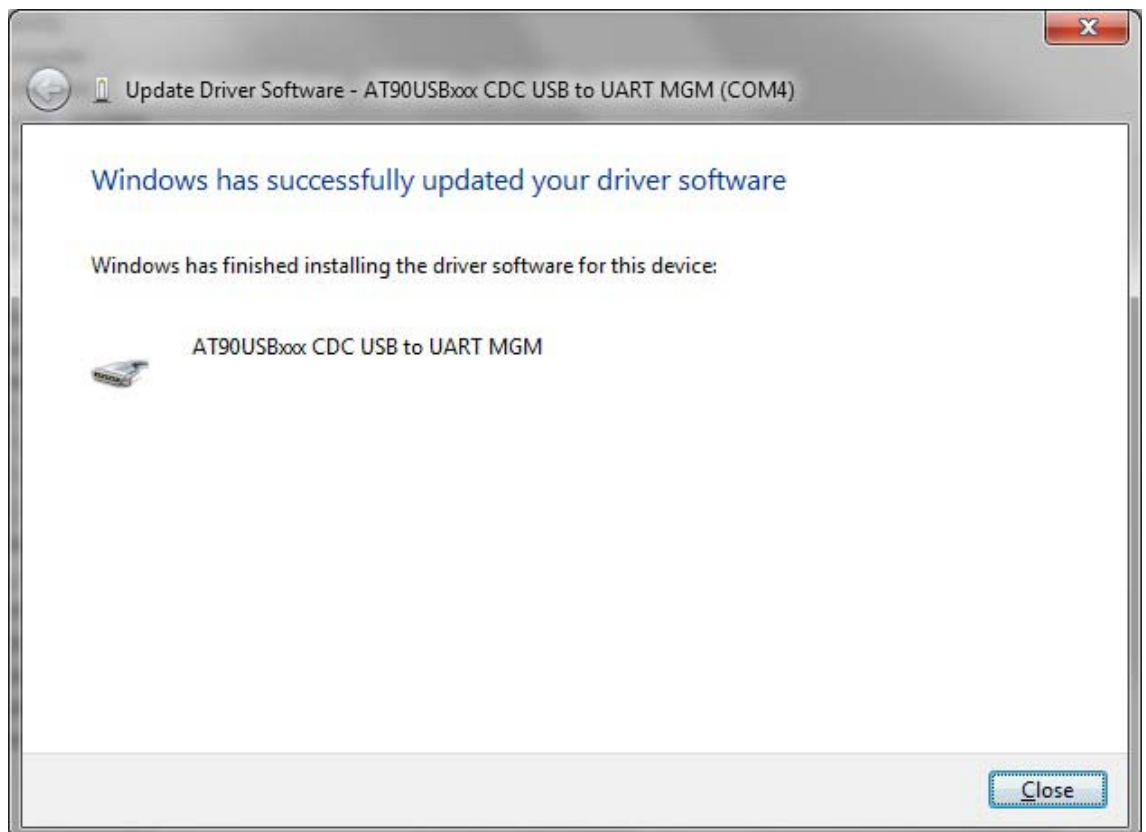 Update Driver Software - AT90USBxxx CDC USB to UART MGM (COM4)
Windows has successfully updated your driver software
Windows has finished installing the driver software for this device:
AT90USBxxx CDC USB to UART MGM
Close